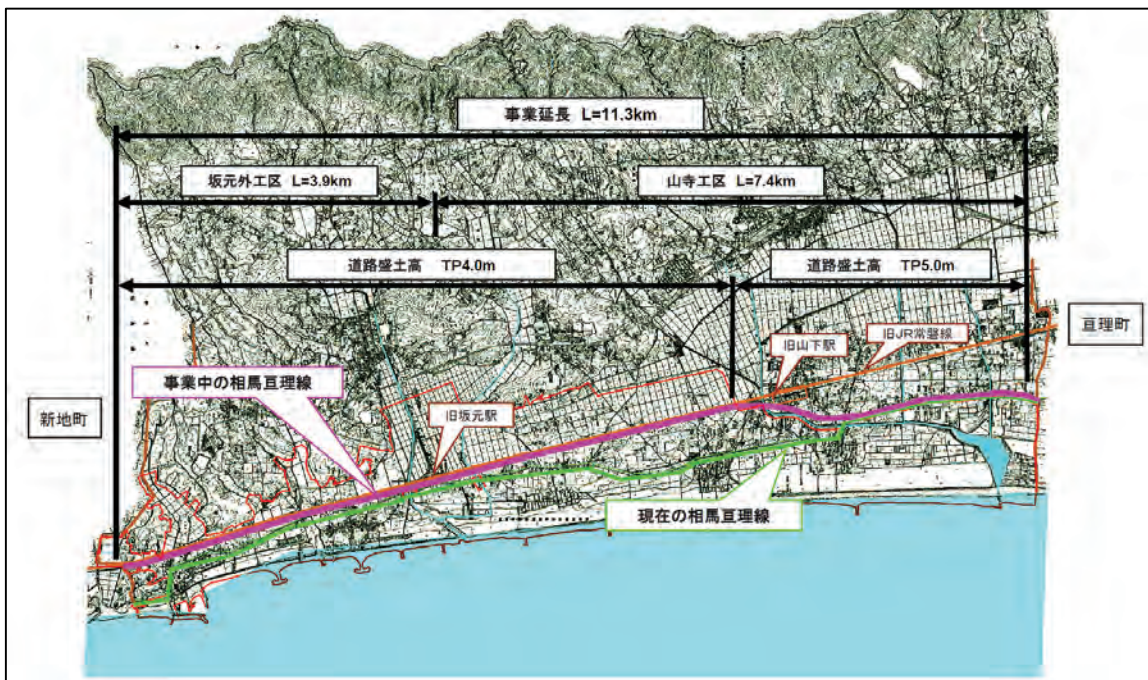 事業延長 L=11.3km
坂元外工区 L=3.9km
山寺工区 L=7.4km
道路盛土高 TP4.0m
道路盛土高 TP5.0m
亘理町
旧山下駅
旧JR常磐線
事業中の相馬亘理線
旧坂元駅
新地町
現在の相馬亘理線